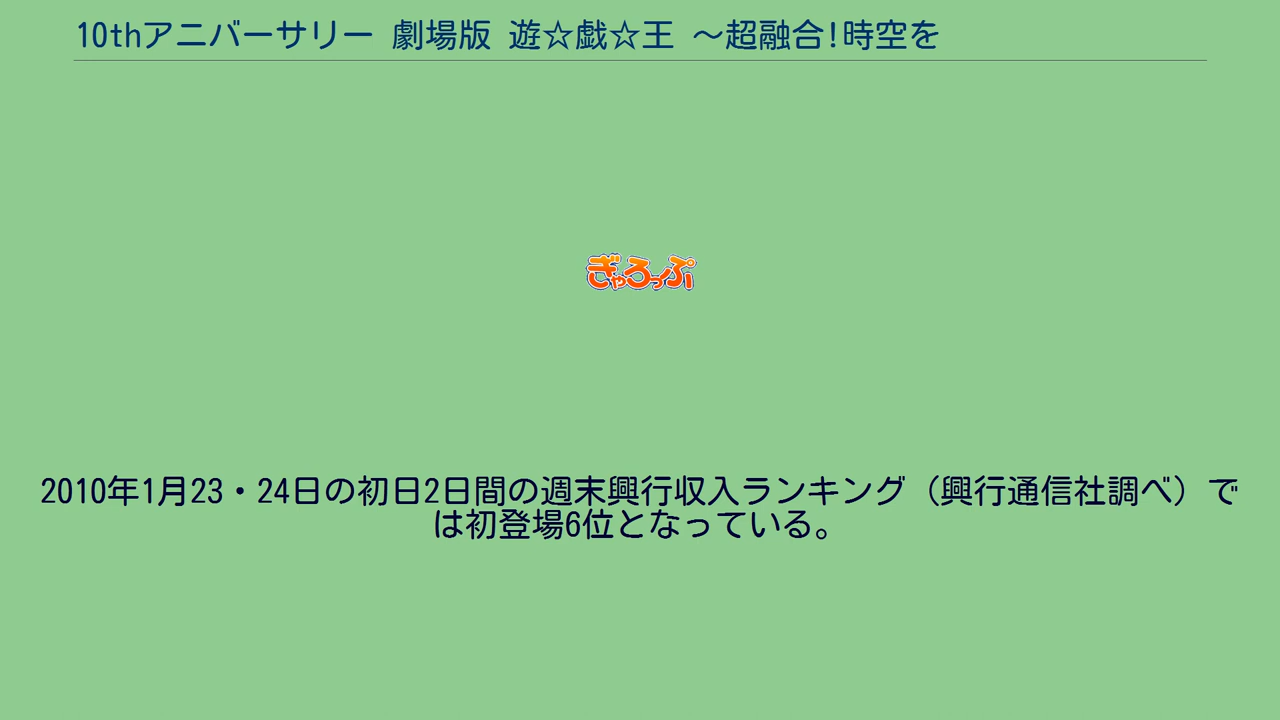 10thアニバーサリー 劇場版 遊☆戯☆王 ～超融合!時空を
ぎゃろっぷ
2010年1月23・24日の初日2日間の週末興行収入ランキング（興行通信社調べ）で
は初登場6位となっている。